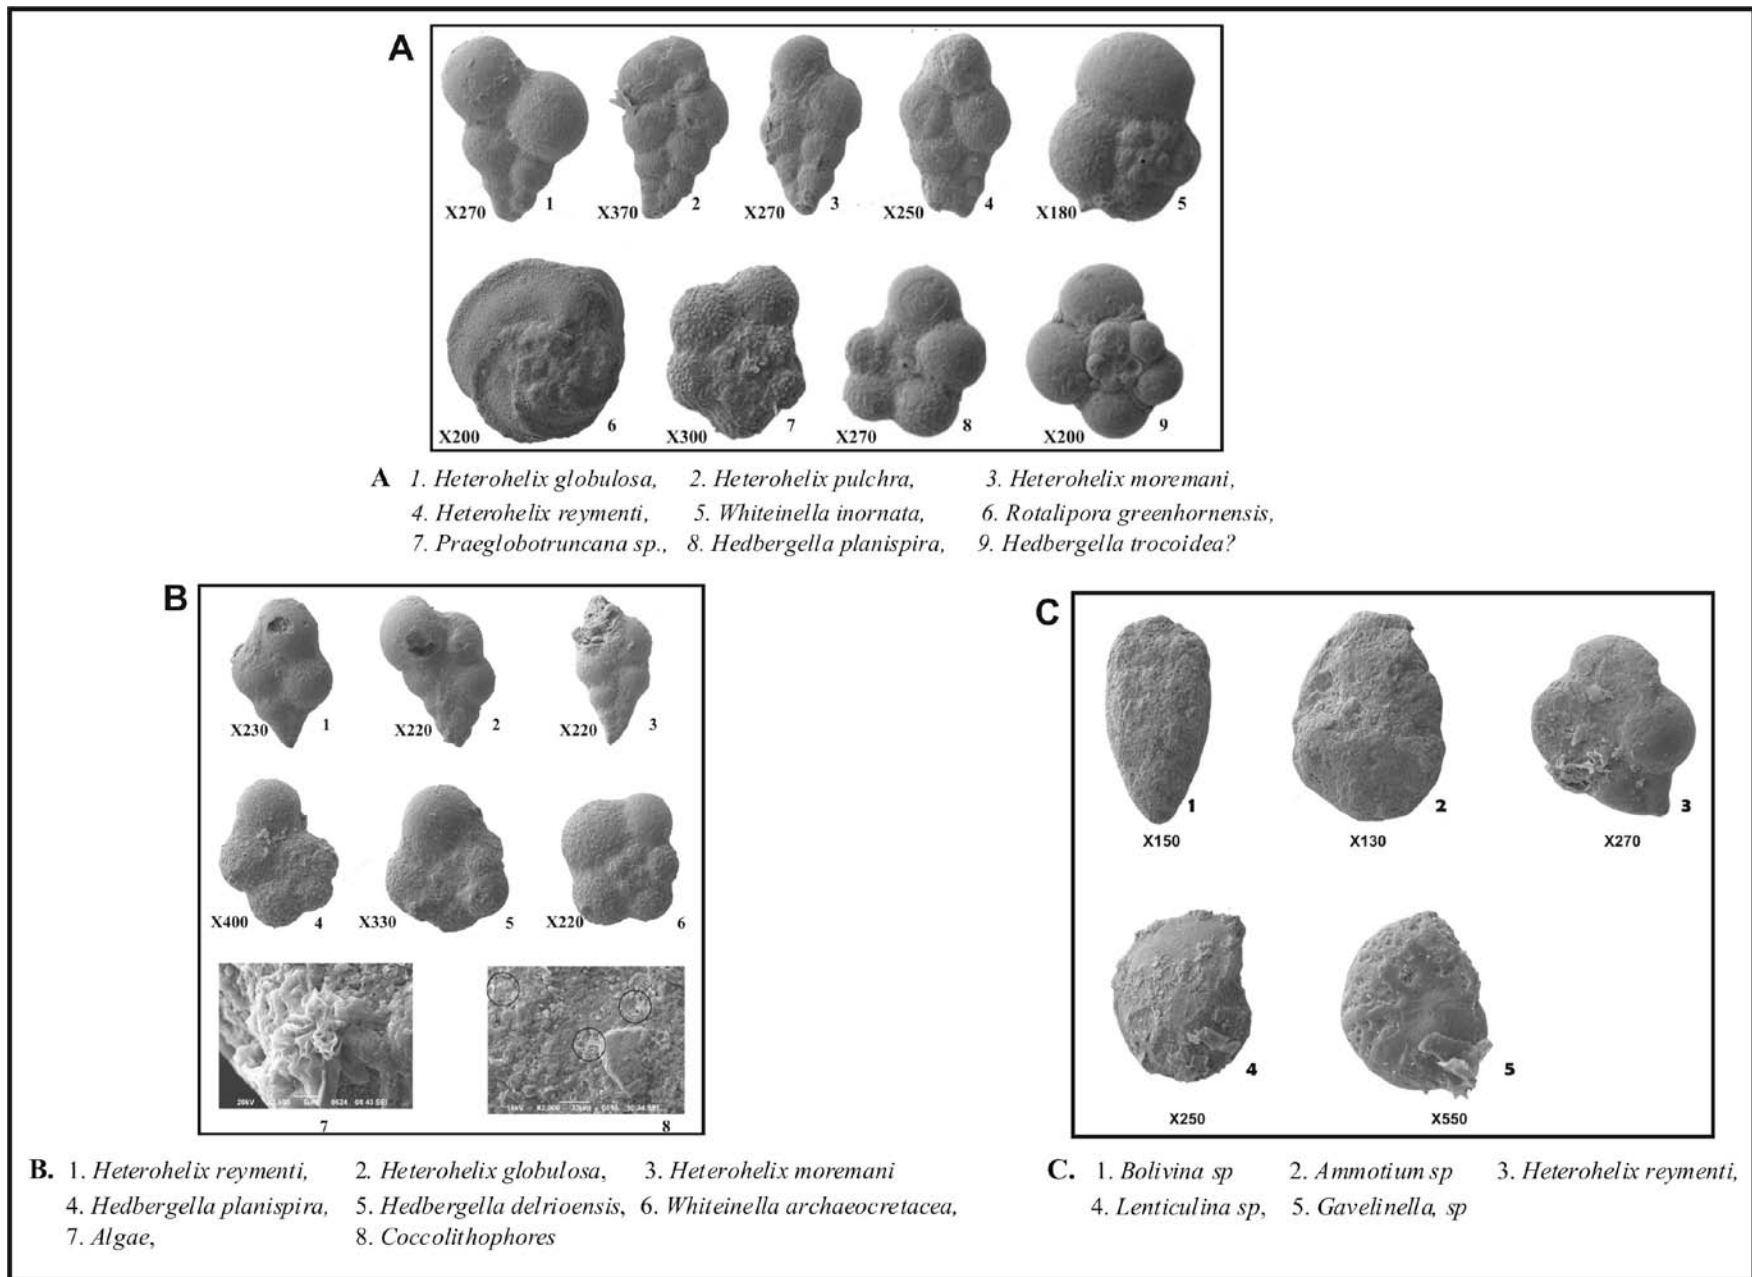 A
X270 1 X370 2 X270 3 X250 4 X180 5
X200 6 X300 7 X270 8 X200 9
A 1. Heterohelix globulosa, 2. Heterohelix pulchra, 3. Heterohelix moremani,
4. Heterohelix reymenti, 5. Whiteinella inornata, 6. Rotalipora greenhornensis,
7. Praeglobotruncana sp., 8. Hedbergella planispira, 9. Hedbergella trocoidea?
B
X230 1 X220 2 X220 3
X400 4 X330 5 X220 6
7 8
B. 1. Heterohelix reymenti, 2. Heterohelix globulosa, 3. Heterohelix moremani
4. Hedbergella planispira, 5. Hedbergella delrioensis, 6. Whiteinella archaeocretacea,
7. Algae, 8. Coccolithophores
C
1 2 3
X150 X130 X270
4 5
X250 X550
C. 1. Bolivina sp 2. Ammotium sp 3. Heterohelix reymenti,
4. Lenticulina sp, 5. Gavelinella, sp